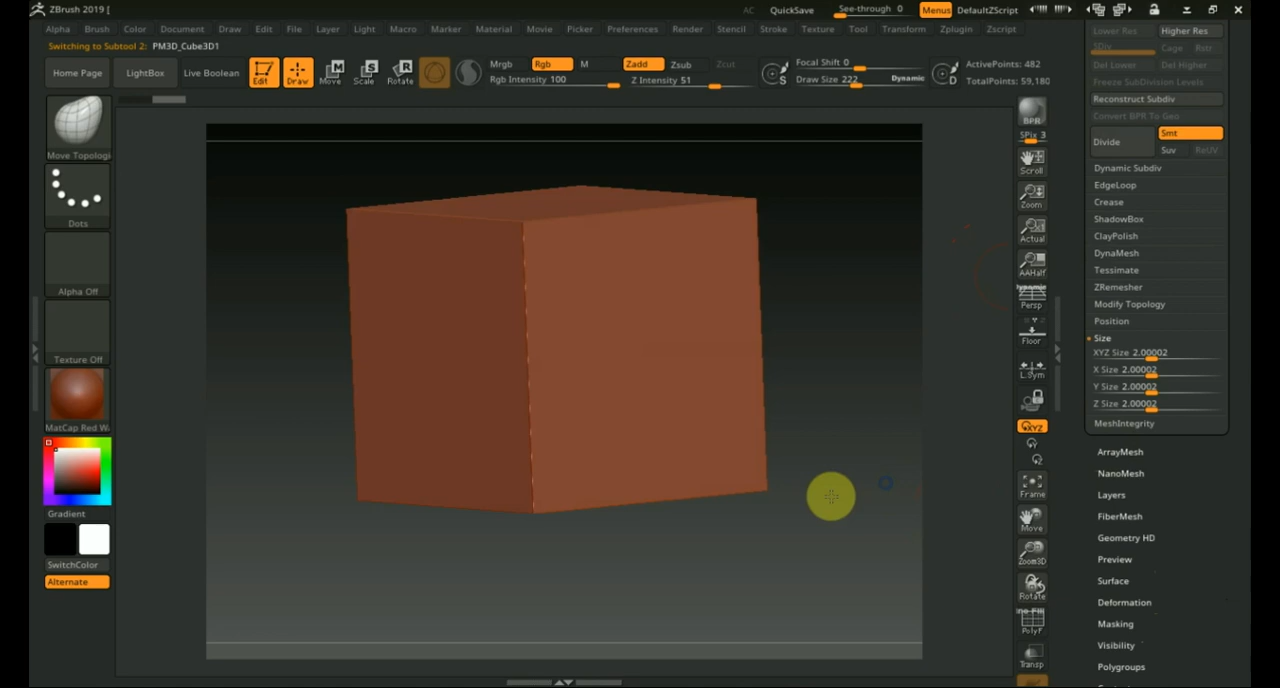 ZBrush 2019 [
AC QuickSave See-through 0 Menus DefaultZScript
Alpha Brush Color Document Draw Edit File Layer Light Macro Marker Material Movie Picker Preferences Render Stencil Stroke Texture Tool Transform Zplugin Zscript
Switching to Subtool 2: PM3D_Cube3D1
Home Page LightBox Live Boolean Edit Draw Move Scale Rotate
Mrgb Rgb M Zadd Zsub Zcut
Rgb Intensity 100 Z Intensity 51
Focal Shift 0
Draw Size 222 Dynamic
ActivePoints: 482
TotalPoints: 59,180
S
D
Move Topologi
Dots
Alpha Off
Texture Off
MatCap Red W
Gradient
SwitchColor
Alternate
BPR
SPix 3
Scroll
Zoom
Actual
AAHalf
Dynamic
Persp
Floor
L.Sym
XYZ
Y
Z
Frame
Move
Zoom3D
Rotate
Line Fill
PolyF
Transp
Lower Res Higher Res
SDiv Cage Rstr
Del Lower Del Higher
Freeze SubDivision Levels
Reconstruct Subdiv
Convert BPR To Geo
Divide Smt
Suv ReUV
Dynamic Subdiv
EdgeLoop
Crease
ShadowBox
ClayPolish
DynaMesh
Tessimate
ZRemesher
Modify Topology
Position
Size
XYZ Size 2.00002
X Size 2.00002
Y Size 2.00002
Z Size 2.00002
MeshIntegrity
ArrayMesh
NanoMesh
Layers
FiberMesh
Geometry HD
Preview
Surface
Deformation
Masking
Visibility
Polygroups